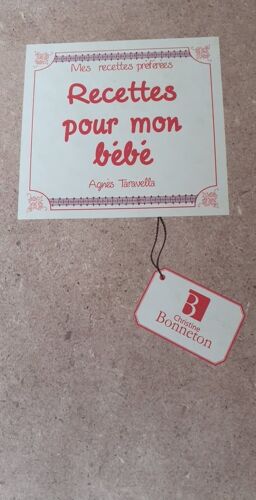 Mes recettes préférées
Recettes
pour mon
bébé
Agnès Taravella
B
Christine
Bonneton